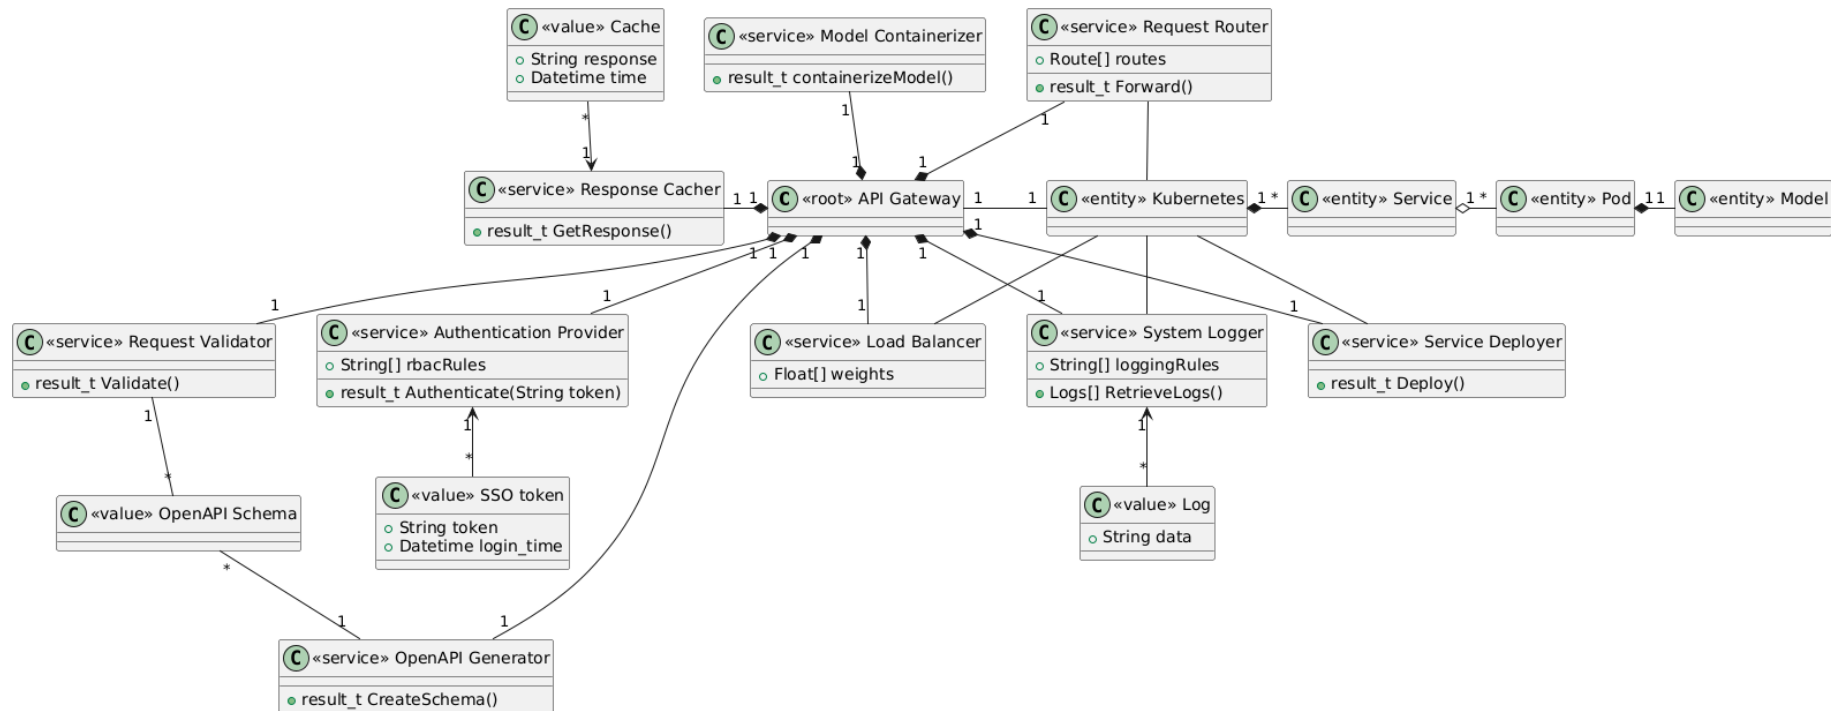 C «value» Cache
String response
Datetime time
C «service» Model Containerizer
result_t containerizeModel()
C «service» Request Router
Route[] routes
result_t Forward()
*
1
1
1
1
1
1
C «service» Response Cacher
result_t GetResponse()
1 1
C «root» API Gateway
1 1
C «entity» Kubernetes
1 *
C «entity» Service
1 *
C «entity» Pod
1 1
C «entity» Model
1 1 1 1 1 1
1
1
1
1
1
C «service» Request Validator
result_t Validate()
C «service» Authentication Provider
String[] rbacRules
result_t Authenticate(String token)
C «service» Load Balancer
Float[] weights
C «service» System Logger
String[] loggingRules
Logs[] RetrieveLogs()
C «service» Service Deployer
result_t Deploy()
1
*
1
*
1
*
C «value» OpenAPI Schema
C «value» SSO token
String token
Datetime login_time
C «value» Log
String data
*
1
1
C «service» OpenAPI Generator
result_t CreateSchema()